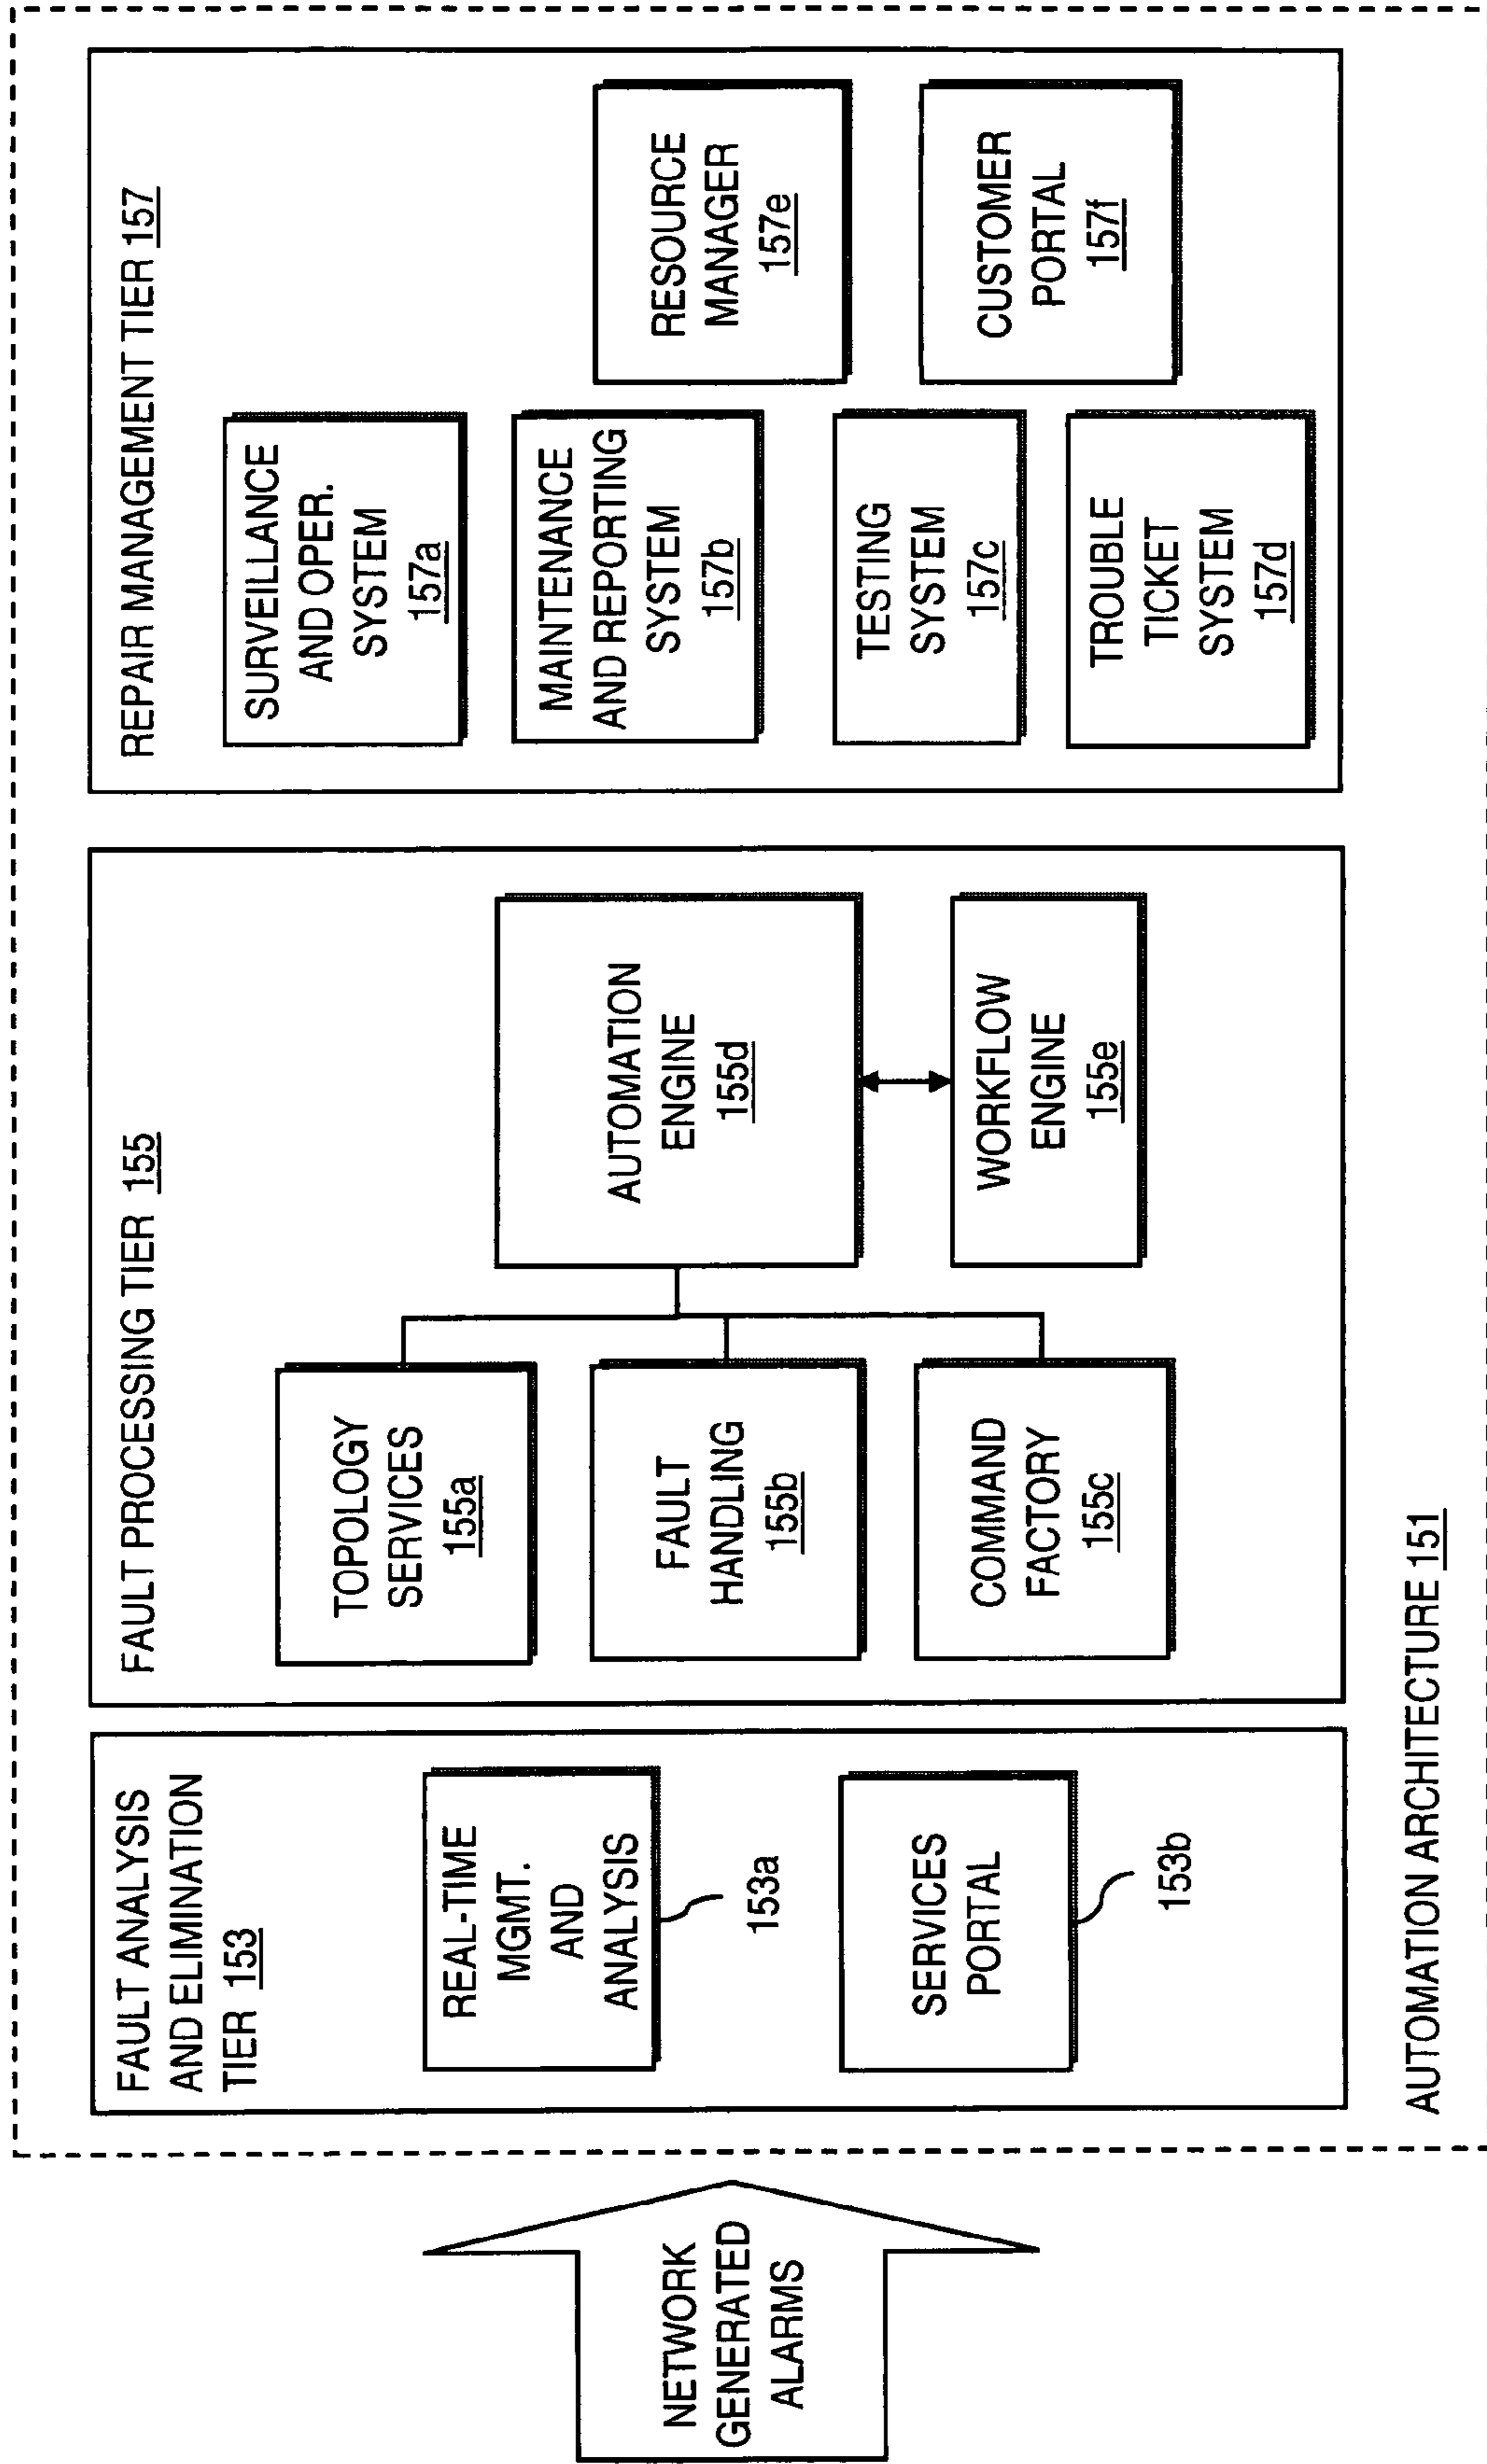 NETWORK
GENERATED
ALARMS
FAULT ANALYSIS
AND ELIMINATION
TIER 153
REAL-TIME
MGMT.
AND
ANALYSIS
153a
SERVICES
PORTAL
153b
FAULT PROCESSING TIER 155
TOPOLOGY
SERVICES
155a
FAULT
HANDLING
155b
COMMAND
FACTORY
155c
AUTOMATION
ENGINE
155d
WORKFLOW
ENGINE
155e
REPAIR MANAGEMENT TIER 157
SURVEILLANCE
AND OPER.
SYSTEM
157a
MAINTENANCE
AND REPORTING
SYSTEM
157b
TESTING
SYSTEM
157c
TROUBLE
TICKET
SYSTEM
157d
RESOURCE
MANAGER
157e
CUSTOMER
PORTAL
157f
AUTOMATION ARCHITECTURE 151